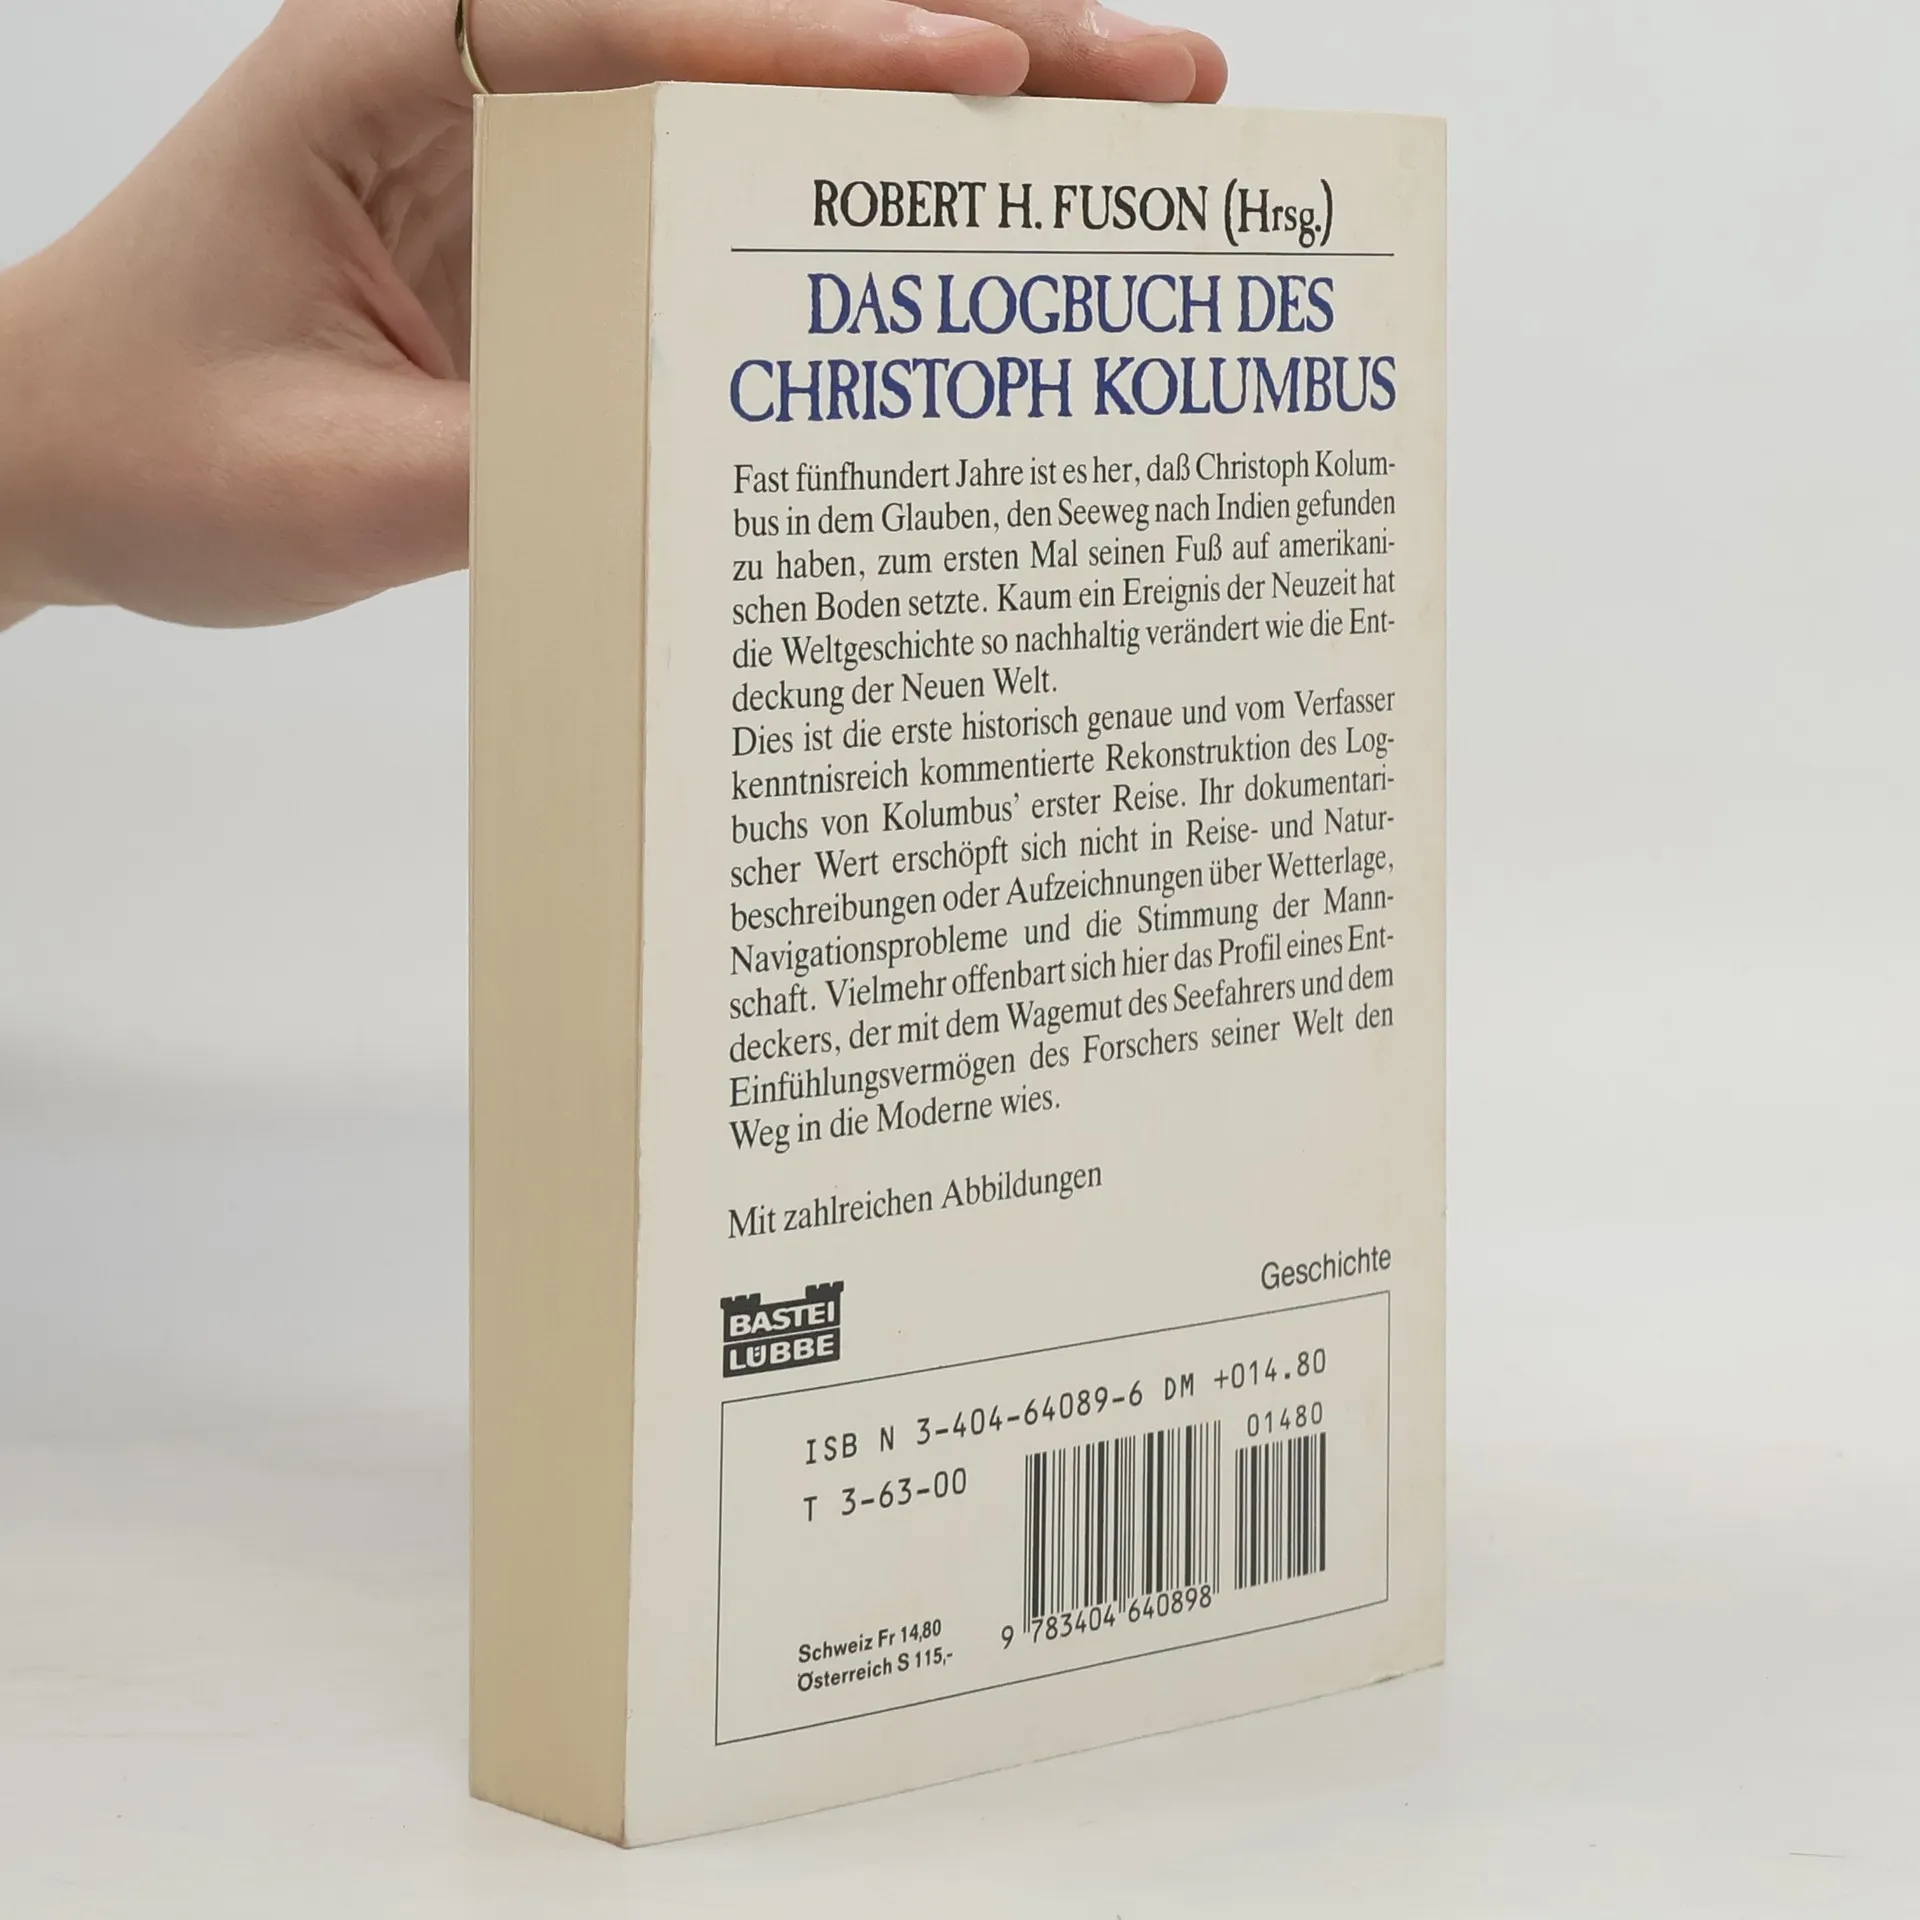 ROBERT H. FUSON (Hrsg.)
DAS LOGBUCH DES
CHRISTOPH KOLUMBUS
Fast fünfhundert Jahre ist es her, daß Christoph Kolum-
bus in dem Glauben, den Seeweg nach Indien gefunden
zu haben, zum ersten Mal seinen Fuß auf amerikani-
schen Boden setzte. Kaum ein Ereignis der Neuzeit hat
die Weltgeschichte so nachhaltig verändert wie die Ent-
deckung der Neuen Welt.
Dies ist die erste historisch genaue und vom Verfasser
kenntnisreich kommentierte Rekonstruktion des Log-
buchs von Kolumbus’ erster Reise. Ihr dokumentari-
scher Wert erschöpft sich nicht in Reise- und Natur-
beschreibungen oder Aufzeichnungen über Wetterlage,
Navigationsprobleme und die Stimmung der Mann-
schaft. Vielmehr offenbart sich hier das Profil eines Ent-
deckers, der mit dem Wagemut des Seefahrers und dem
Einfühlungsvermögen des Forschers seiner Welt den
Weg in die Moderne wies.
Mit zahlreichen Abbildungen
Geschichte
BASTEI
LÜBBE
ISB N 3-404-64089-6 DM +014.80
T 3-63-00
01480
9 783404 640898
Schweiz Fr 14,80
Österreich S 115,-